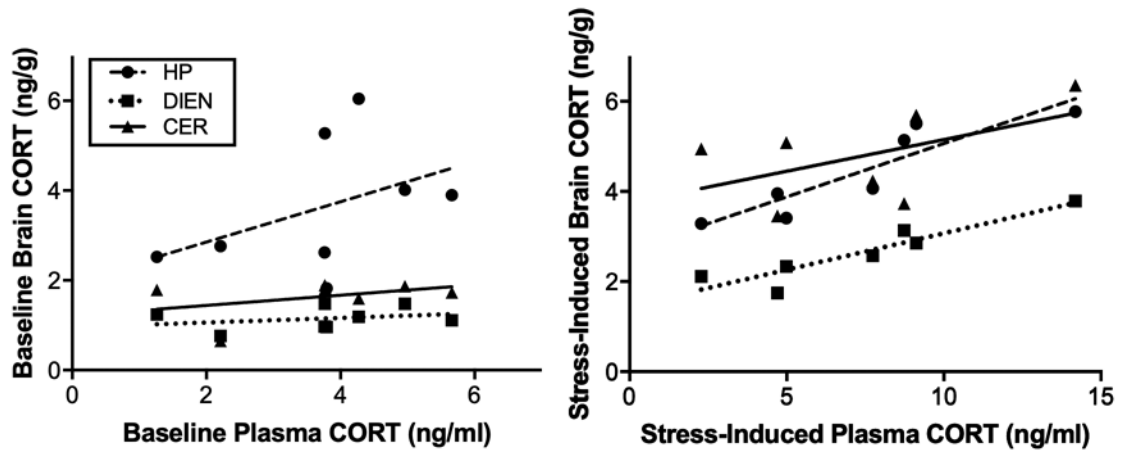 Baseline Brain CORT (ng/g)
6
4
2
0
HP
DIEN
CER
0 2 4 6
Baseline Plasma CORT (ng/ml)
Stress-Induced Brain CORT (ng/g)
6
4
2
0
0 5 10 15
Stress-Induced Plasma CORT (ng/ml)